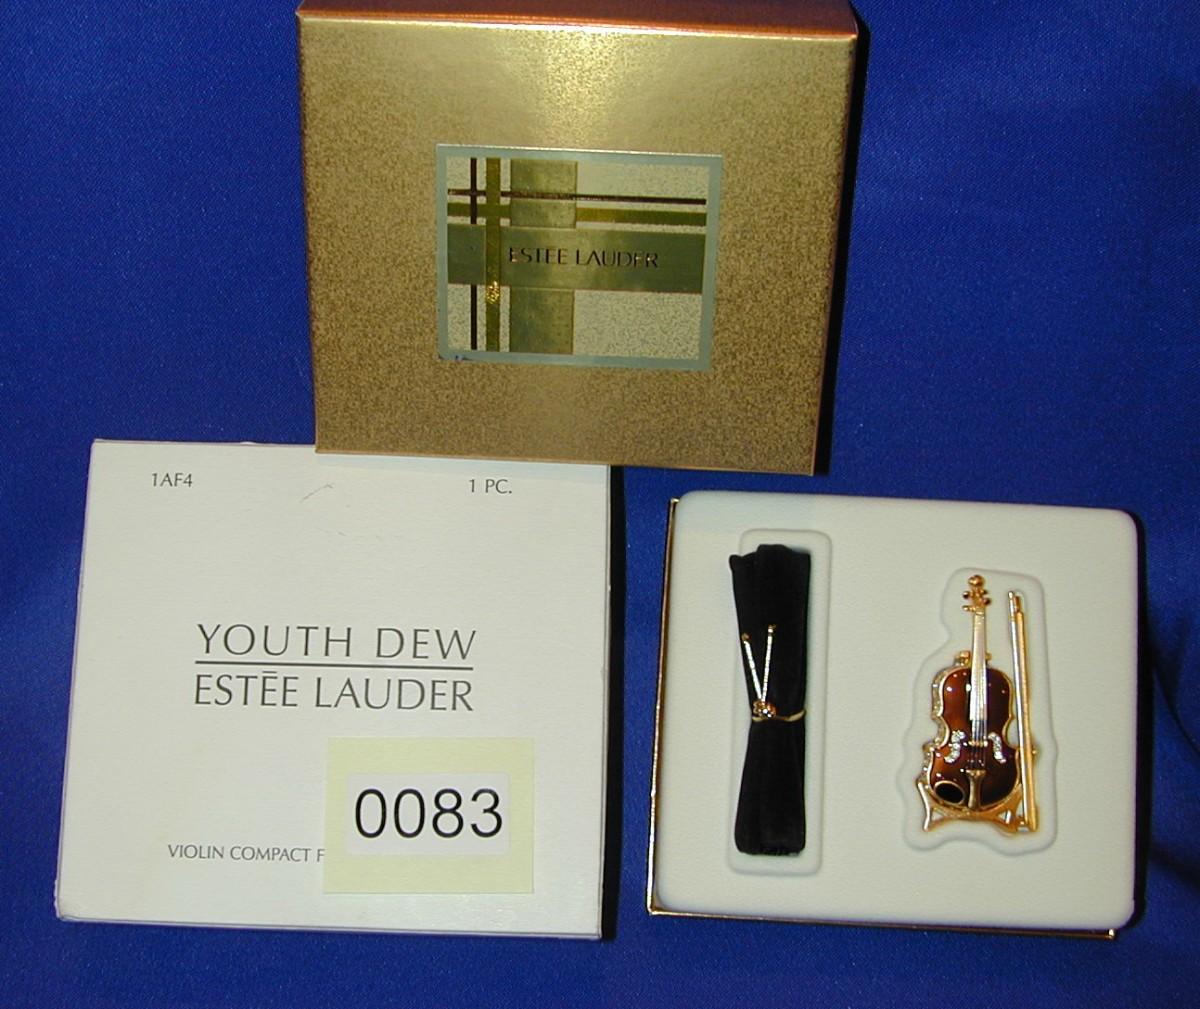 ESTEE LAUDER
1AF4 1 PC.
YOUTH DEW
ESTĒE LAUDER
0083
VIOLIN COMPACT F